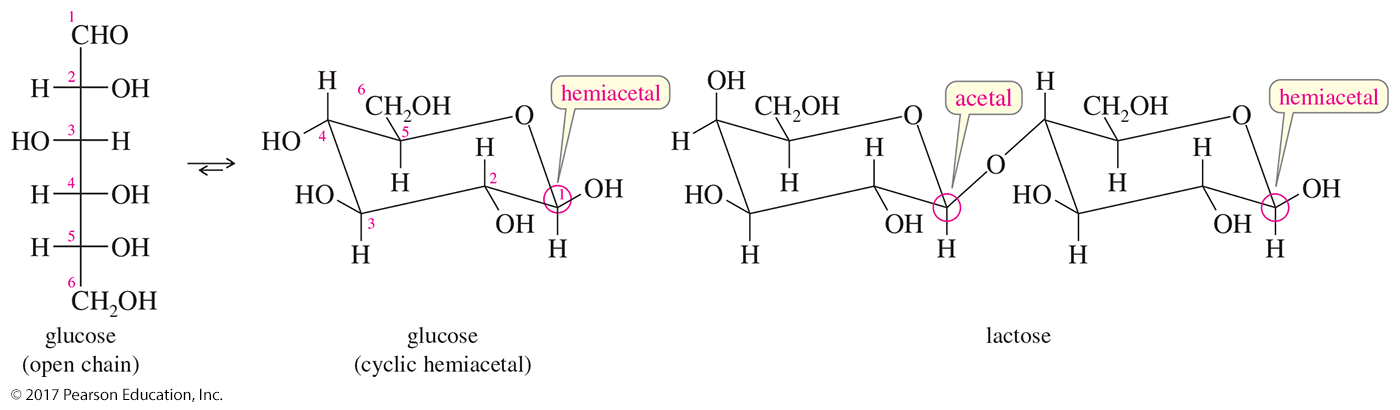 1
CHO
H 2 OH
HO 3 H
H 4 OH
H 5 OH
6
CH₂OH
glucose
(open chain)
H
6
CH₂OH
O
hemiacetal
HO
4
5
H
H
HO
2
1
OH
3
OH
H
H
glucose
(cyclic hemiacetal)
OH
CH₂OH
O
acetal
H
H
H
HO
OH
H
H
O
H
CH₂OH
O
hemiacetal
H
H
HO
OH
OH
H
H
lactose
© 2017 Pearson Education, Inc.